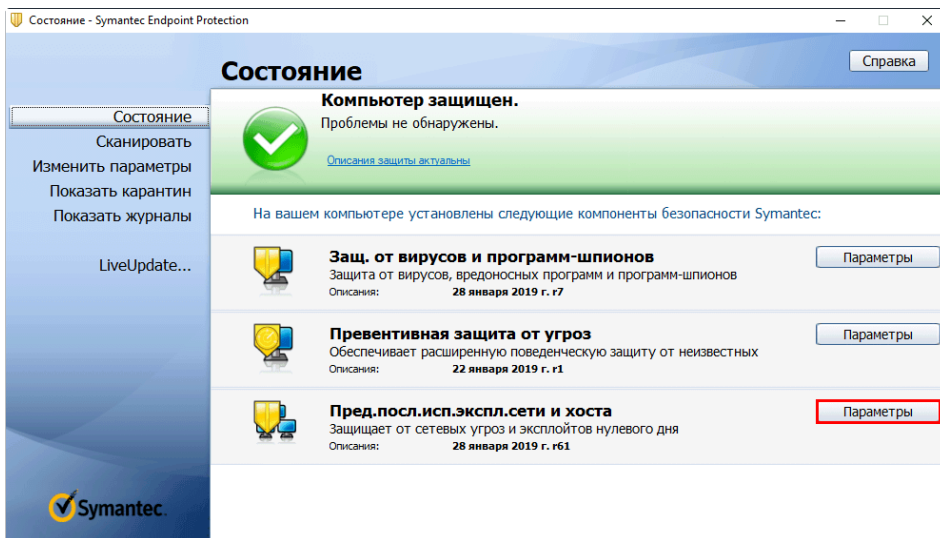 Состояние - Symantec Endpoint Protection
Справка
Состояние
Компьютер защищен.
Проблемы не обнаружены.
Описания защиты актуальны
Состояние
Сканировать
Изменить параметры
Показать карантин
Показать журналы
LiveUpdate...
На вашем компьютере установлены следующие компоненты безопасности Symantec:
Защ. от вирусов и программ-шпионов
Параметры
Защита от вирусов, вредоносных программ и программ-шпионов
Описания: 28 января 2019 г. r7
Превентивная защита от угроз
Параметры
Обеспечивает расширенную поведенческую защиту от неизвестных
Описания: 22 января 2019 г. r1
Пред.посл.исп.экспл.сети и хоста
Параметры
Защищает от сетевых угроз и эксплойтов нулевого дня
Описания: 28 января 2019 г. r61
Symantec.